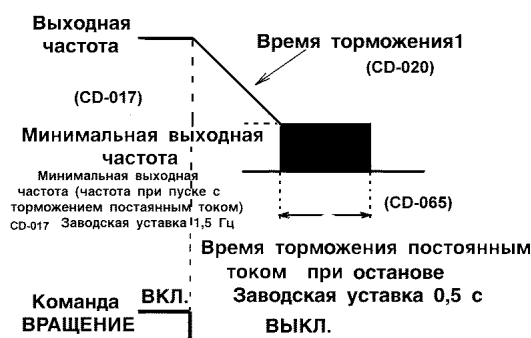 Выходная
частота
Время торможения1
(CD-020)
(CD-017)
Минимальная выходная
частота
Минимальная выходная
частота (частота при пуске с
торможением постаянным током)
CD-017 Заводская уставка 1,5 Гц
(CD-065)
Время торможения постоянным
током при останове
Заводская уставка 0,5 с
Команда ВКЛ.
ВРАЩЕНИЕ ВЫКЛ.